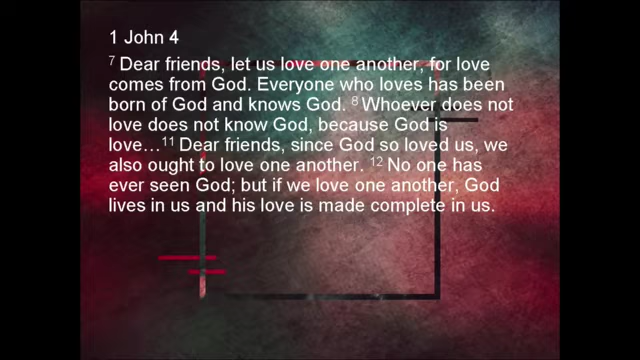 1 John 4
⁷ Dear friends, let us love one another, for love
comes from God. Everyone who loves has been
born of God and knows God. ⁸ Whoever does not
love does not know God, because God is
love…¹¹ Dear friends, since God so loved us, we
also ought to love one another. ¹² No one has
ever seen God; but if we love one another, God
lives in us and his love is made complete in us.